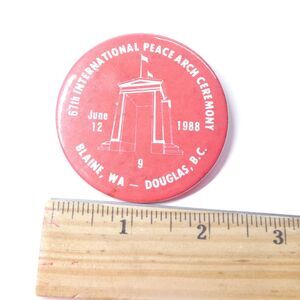 67th INTERNATIONAL PEACE ARCH CEREMONY
June
12
1988
9
BLAINE, WA — DOUGLAS, B.C.
1
2
3